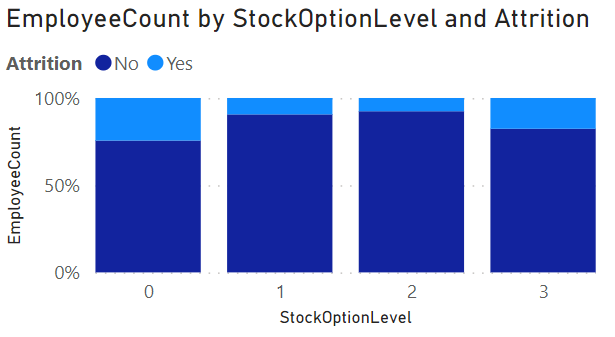 EmployeeCount by StockOptionLevel and Attrition
Attrition No Yes
100%
50%
0%
EmployeeCount
0 1 2 3
StockOptionLevel